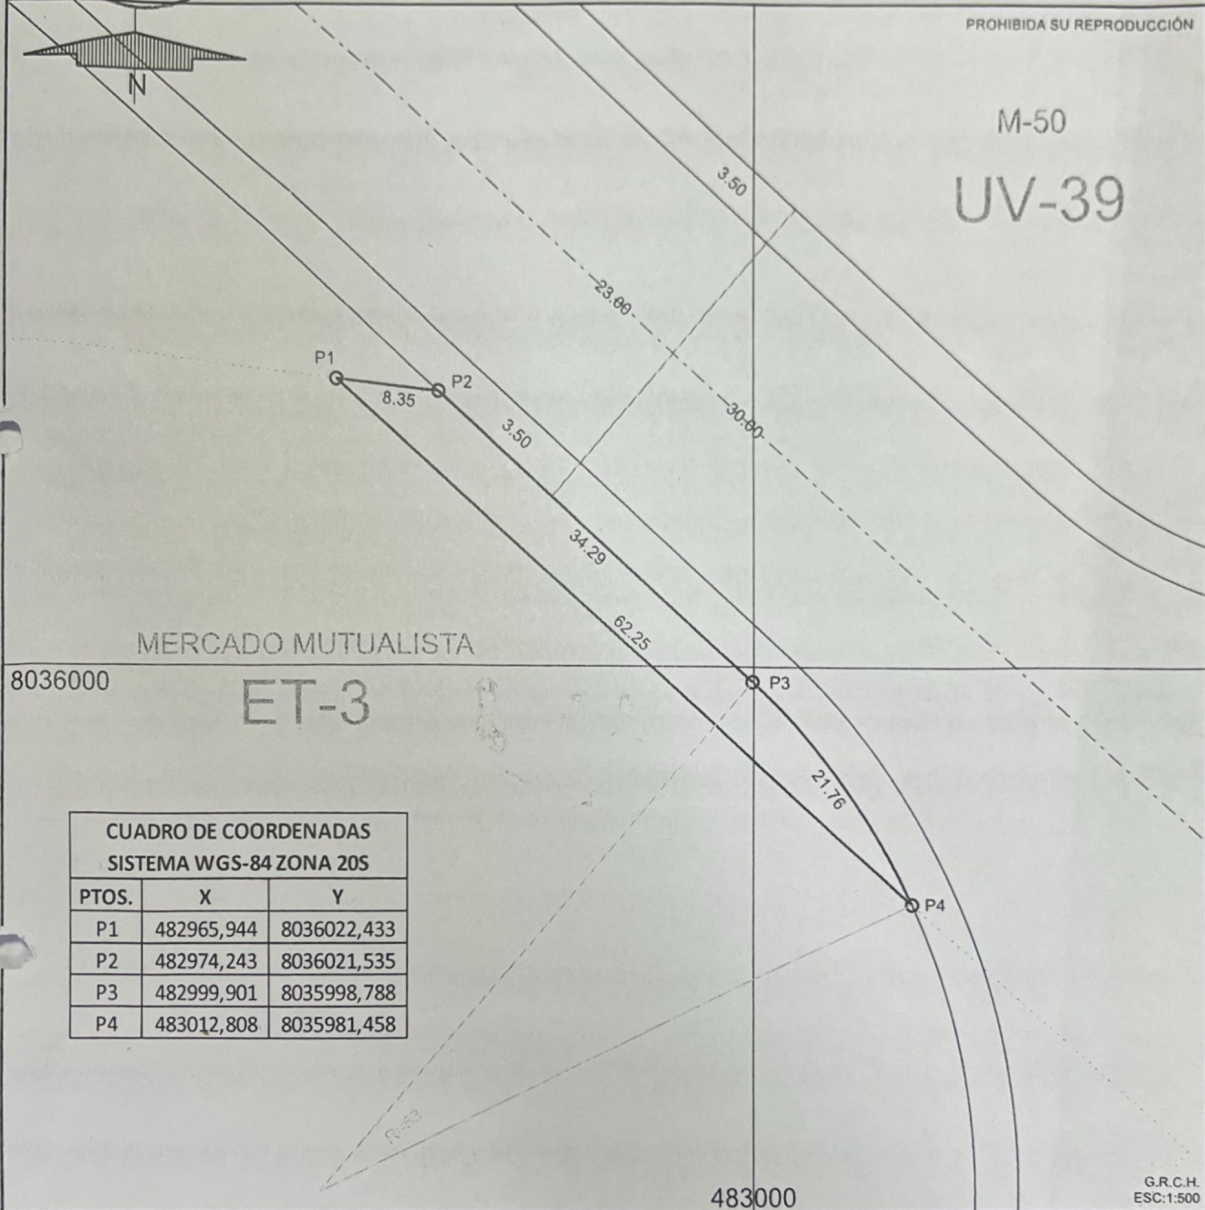 PROHIBIDA SU REPRODUCCIÓN
N
M-50
UV-39
3.50
23.00
30.00
P1
P2
8.35
3.50
34.29
62.25
MERCADO MUTUALISTA
8036000
ET-3
P3
21.76
P4
CUADRO DE COORDENADAS
SISTEMA WGS-84 ZONA 20S
PTOS. X Y
P1 482965,944 8036022,433
P2 482974,243 8036021,535
P3 482999,901 8035998,788
P4 483012,808 8035981,458
483000
G.R.C.H.
ESC:1:500